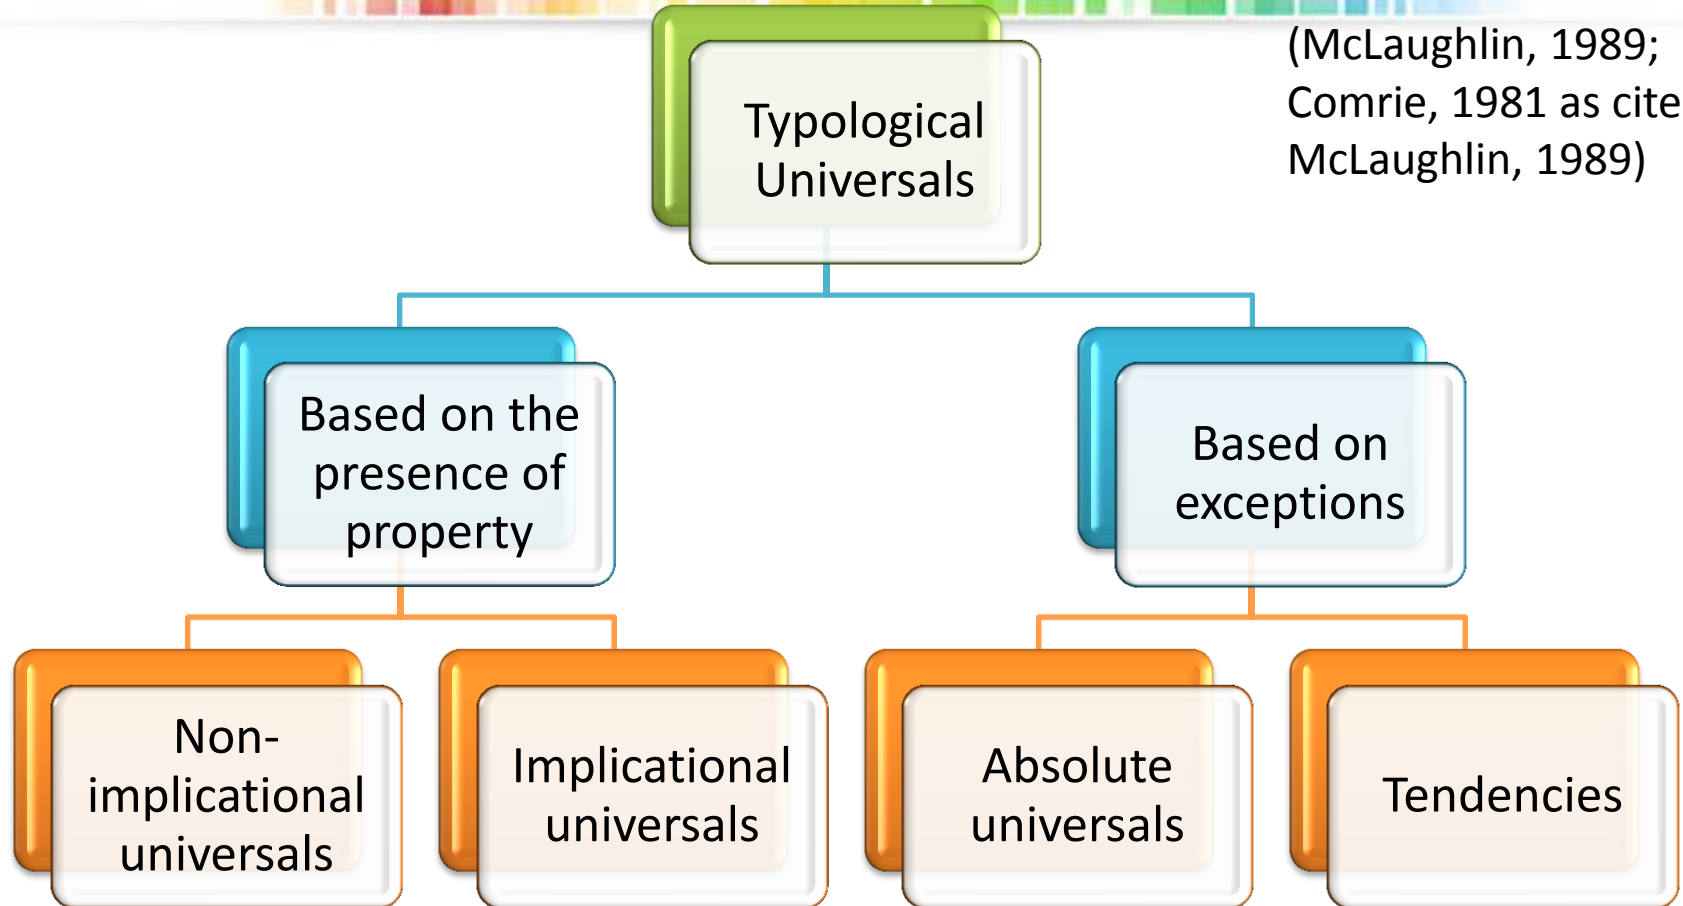 (McLaughlin, 1989;
Comrie, 1981 as cite
McLaughlin, 1989)
Typological
Universals
Based on the
presence of
property
Based on
exceptions
Non-
implicational
universals
Implicational
universals
Absolute
universals
Tendencies